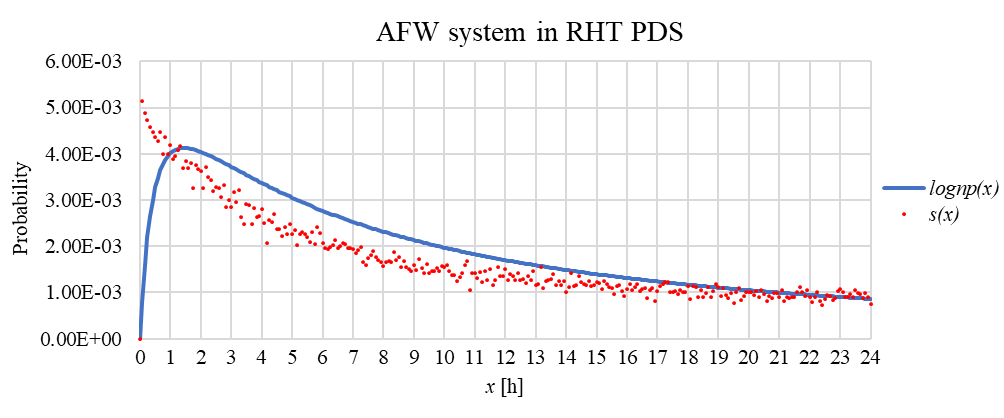 AFW system in RHT PDS
6.00E-03
5.00E-03
4.00E-03
3.00E-03
2.00E-03
1.00E-03
0.00E+00
Probability
0 1 2 3 4 5 6 7 8 9 10 11 12 13 14 15 16 17 18 19 20 21 22 23 24
x [h]
lognp(x)
s(x)